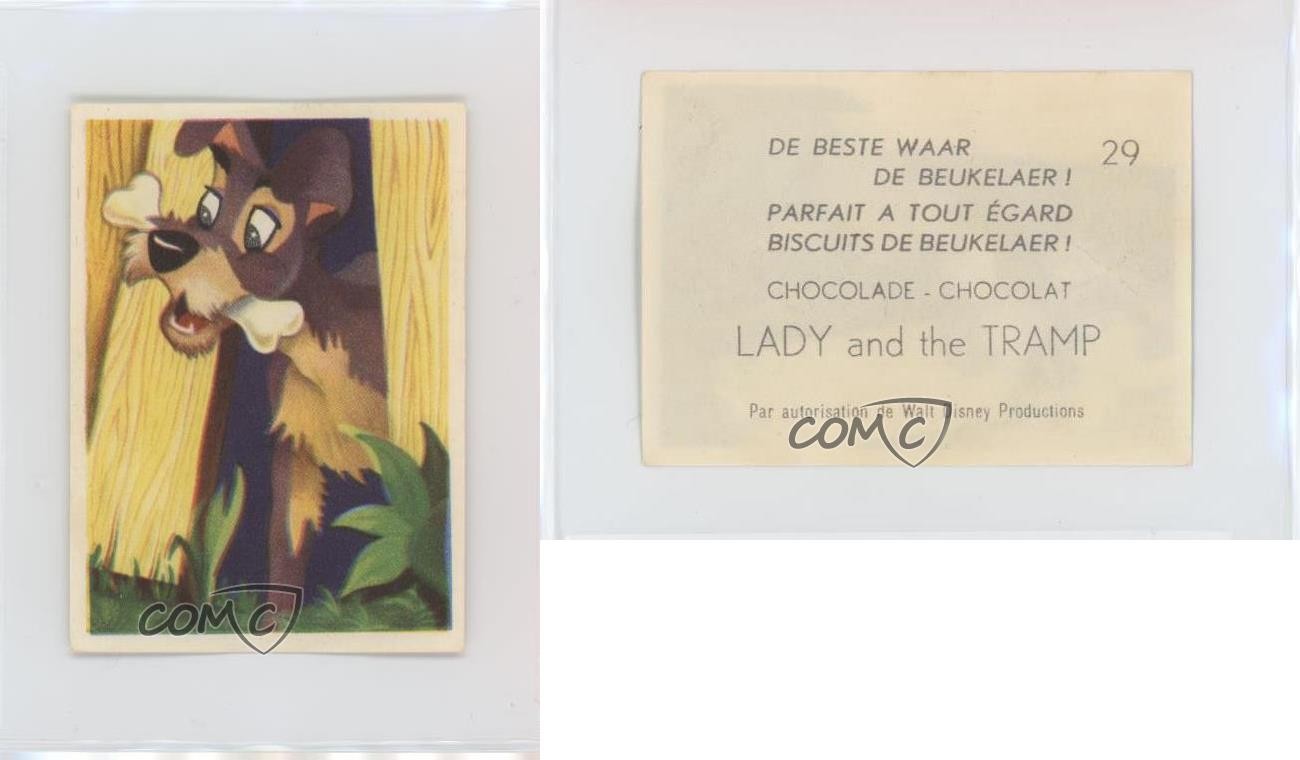 COMC
DE BESTE WAAR
DE BEUKELAER !
29
PARFAIT A TOUT ÉGARD
BISCUITS DE BEUKELAER !
CHOCOLADE - CHOCOLAT
LADY and the TRAMP
Par autorisation de Walt Disney Productions
COMC